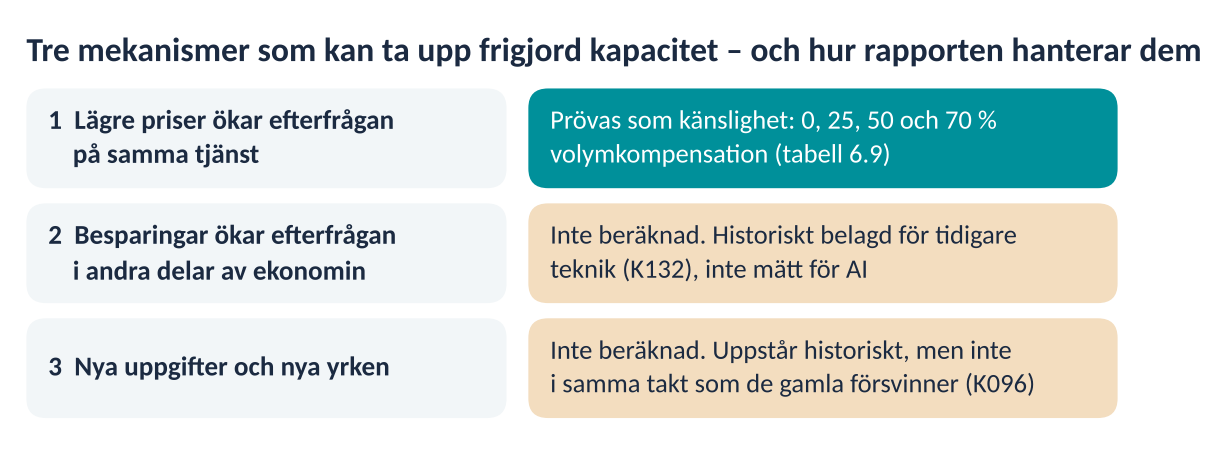 Tre mekanismer som kan ta upp frigjord kapacitet – och hur rapporten hanterar dem
1 Lägre priser ökar efterfrågan
på samma tjänst
Prövas som känslighet: 0, 25, 50 och 70 %
volymkompensation (tabell 6.9)
2 Besparingar ökar efterfrågan
i andra delar av ekonomin
Inte beräknad. Historiskt belagd för tidigare
teknik (K132), inte mätt för AI
3 Nya uppgifter och nya yrken
Inte beräknad. Uppstår historiskt, men inte
i samma takt som de gamla försvinner (K096)